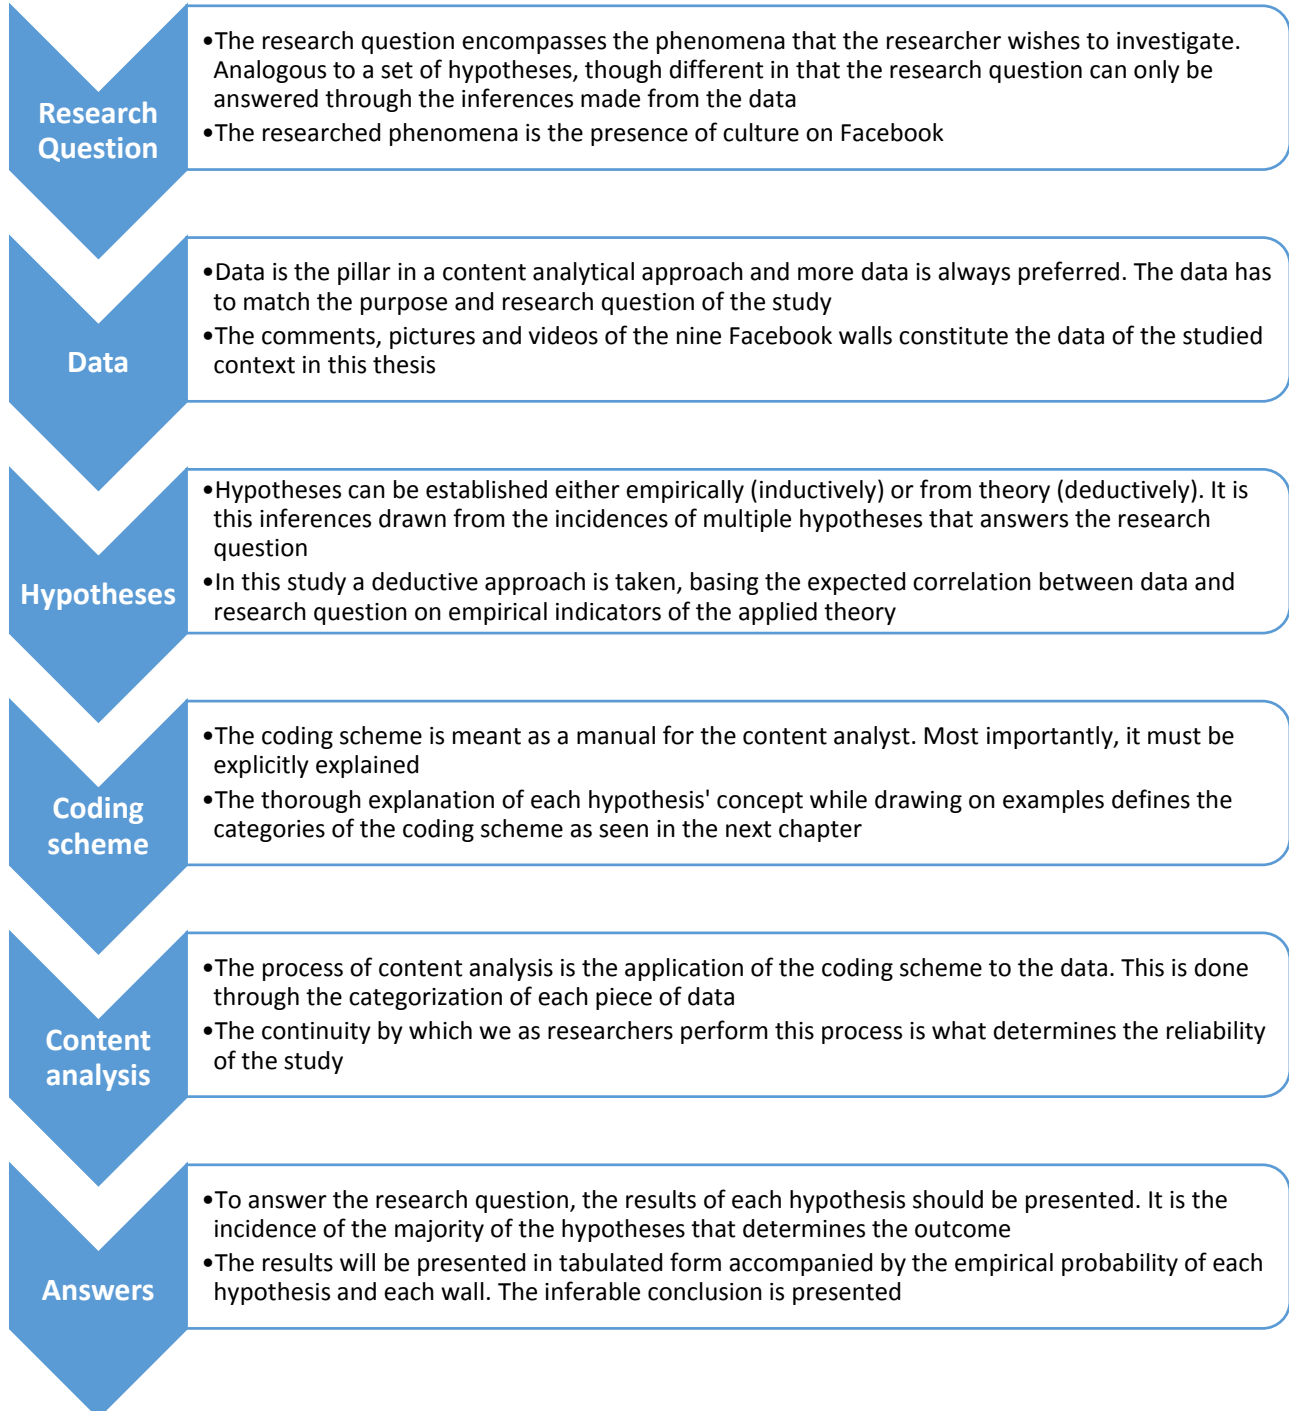 Research
Question
•The research question encompasses the phenomena that the researcher wishes to investigate.
Analogous to a set of hypotheses, though different in that the research question can only be
answered through the inferences made from the data
•The researched phenomena is the presence of culture on Facebook
Data
•Data is the pillar in a content analytical approach and more data is always preferred. The data has
to match the purpose and research question of the study
•The comments, pictures and videos of the nine Facebook walls constitute the data of the studied
context in this thesis
Hypotheses
•Hypotheses can be established either empirically (inductively) or from theory (deductively). It is
this inferences drawn from the incidences of multiple hypotheses that answers the research
question
•In this study a deductive approach is taken, basing the expected correlation between data and
research question on empirical indicators of the applied theory
Coding
scheme
•The coding scheme is meant as a manual for the content analyst. Most importantly, it must be
explicitly explained
•The thorough explanation of each hypothesis' concept while drawing on examples defines the
categories of the coding scheme as seen in the next chapter
Content
analysis
•The process of content analysis is the application of the coding scheme to the data. This is done
through the categorization of each piece of data
•The continuity by which we as researchers perform this process is what determines the reliability
of the study
Answers
•To answer the research question, the results of each hypothesis should be presented. It is the
incidence of the majority of the hypotheses that determines the outcome
•The results will be presented in tabulated form accompanied by the empirical probability of each
hypothesis and each wall. The inferable conclusion is presented